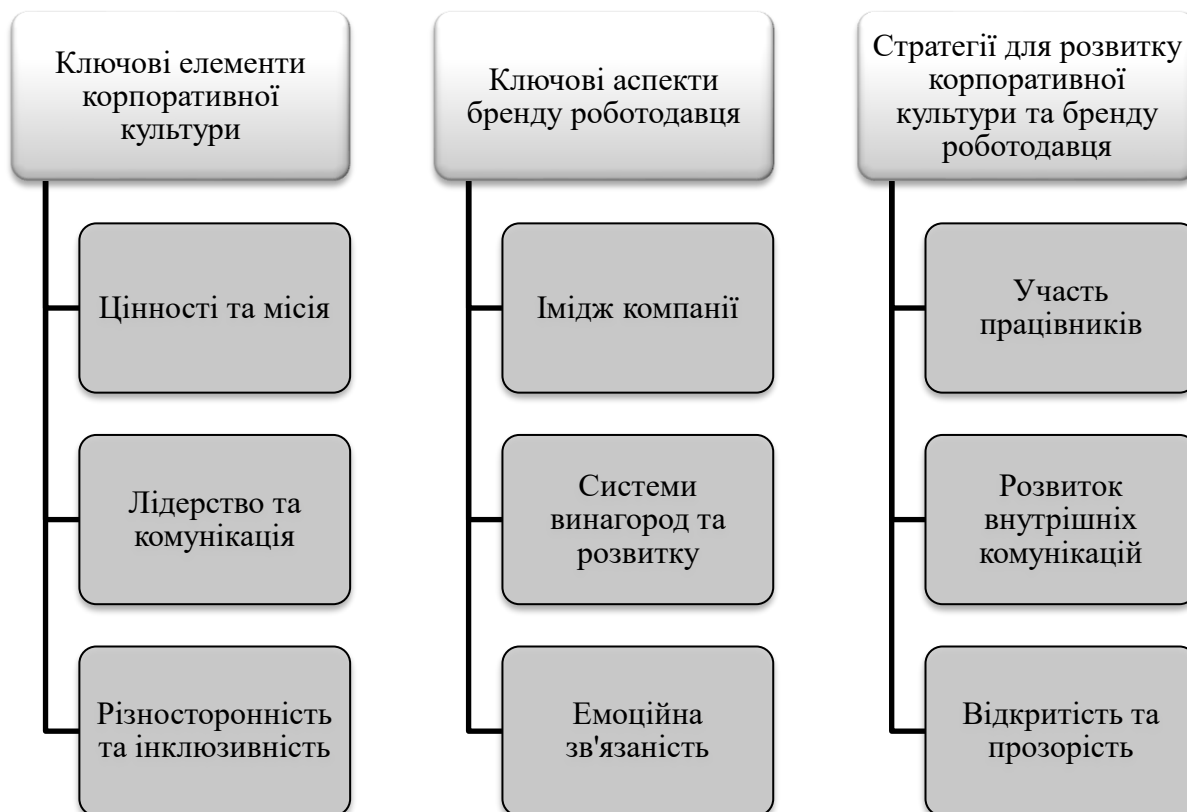 Ключові елементи
корпоративної
культури
Цінності та місія
Лідерство та
комунікація
Різносторонність
та інклюзивність
Ключові аспекти
бренду роботодавця
Імідж компанії
Системи
винагород та
розвитку
Емоційна
зв'язаність
Стратегії для розвитку
корпоративної
культури та бренду
роботодавця
Участь
працівників
Розвиток
внутрішніх
комунікацій
Відкритість та
прозорість